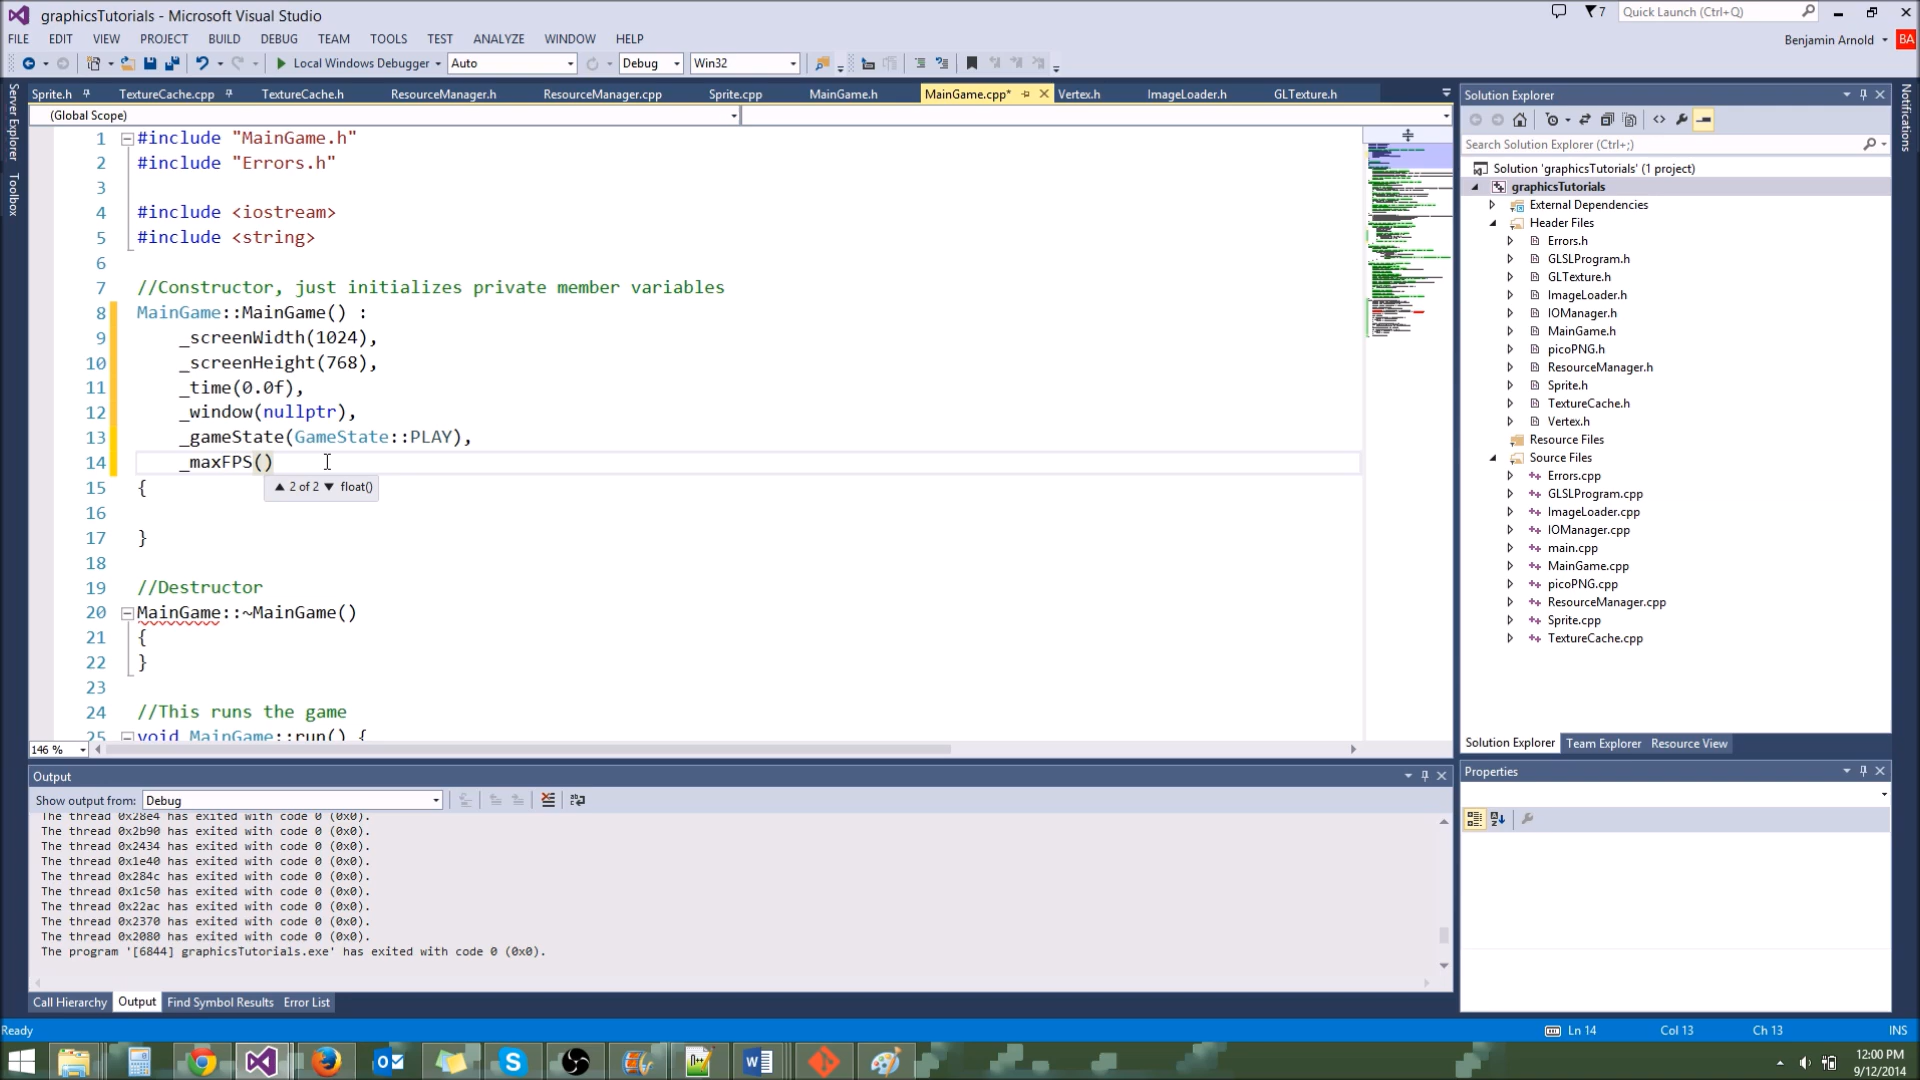 graphicsTutorials - Microsoft Visual Studio
7
Quick Launch (Ctrl+Q)
FILE EDIT VIEW PROJECT BUILD DEBUG TEAM TOOLS TEST ANALYZE WINDOW HELP
Benjamin Arnold BA
Local Windows Debugger Auto Debug Win32
Server Explorer
Toolbox
Notifications
Sprite.h TextureCache.cpp TextureCache.h ResourceManager.h ResourceManager.cpp Sprite.cpp MainGame.h MainGame.cpp* Vertex.h ImageLoader.h GLTexture.h
(Global Scope)
1 #include "MainGame.h"
2 #include "Errors.h"
3
4 #include <iostream>
5 #include <string>
6
7 //Constructor, just initializes private member variables
8 MainGame::MainGame() :
9 _screenWidth(1024),
10 _screenHeight(768),
11 _time(0.0f),
12 _window(nullptr),
13 _gameState(GameState::PLAY),
14 _maxFPS()
▲ 2 of 2 ▼ float()
15 {
16
17 }
18
19 //Destructor
20 MainGame::~MainGame()
21 {
22 }
23
24 //This runs the game
25 void MainGame::run() {
146 %
Output
Show output from: Debug
The thread 0x28e4 has exited with code 0 (0x0).
The thread 0x2b90 has exited with code 0 (0x0).
The thread 0x2434 has exited with code 0 (0x0).
The thread 0x1e40 has exited with code 0 (0x0).
The thread 0x284c has exited with code 0 (0x0).
The thread 0x1c50 has exited with code 0 (0x0).
The thread 0x22ac has exited with code 0 (0x0).
The thread 0x2370 has exited with code 0 (0x0).
The thread 0x2080 has exited with code 0 (0x0).
The program '[6844] graphicsTutorials.exe' has exited with code 0 (0x0).
Call Hierarchy Output Find Symbol Results Error List
Solution Explorer
Search Solution Explorer (Ctrl+;)
Solution 'graphicsTutorials' (1 project)
graphicsTutorials
External Dependencies
Header Files
Errors.h
GLSLProgram.h
GLTexture.h
ImageLoader.h
IOManager.h
MainGame.h
picoPNG.h
ResourceManager.h
Sprite.h
TextureCache.h
Vertex.h
Resource Files
Source Files
Errors.cpp
GLSLProgram.cpp
ImageLoader.cpp
IOManager.cpp
main.cpp
MainGame.cpp
picoPNG.cpp
ResourceManager.cpp
Sprite.cpp
TextureCache.cpp
Solution Explorer Team Explorer Resource View
Properties
Ready
Ln 14 Col 13 Ch 13 INS
12:00 PM
9/12/2014